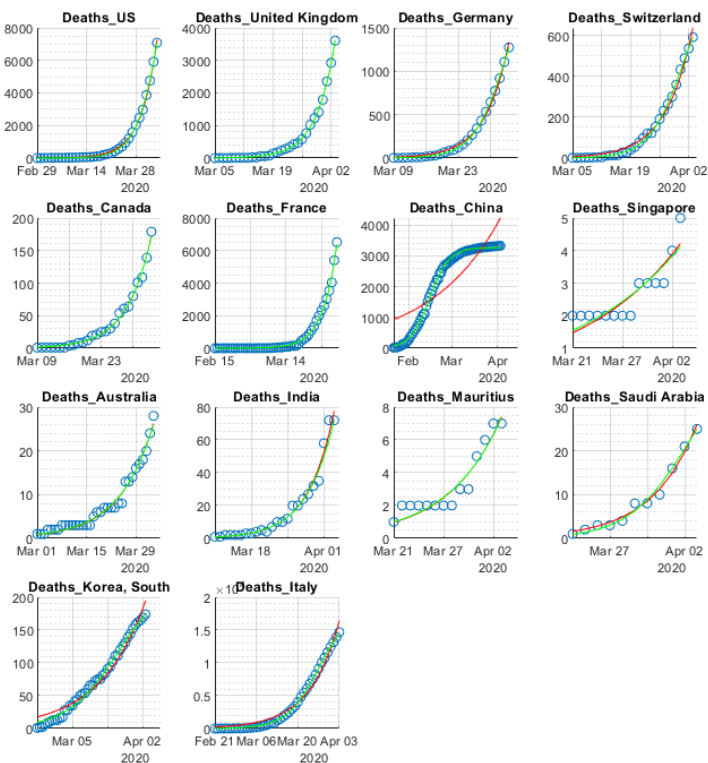 Deaths_US
8000
6000
4000
2000
0
Feb 29 Mar 14 Mar 28
2020
Deaths_United Kingdom
4000
3000
2000
1000
0
Mar 05 Mar 19 Apr 02
2020
Deaths_Germany
1500
1000
500
0
Mar 09 Mar 23
2020
Deaths_Switzerland
600
400
200
0
Mar 05 Mar 19 Apr 02
2020
Deaths_Canada
200
150
100
50
0
Mar 09 Mar 23
2020
Deaths_France
8000
6000
4000
2000
0
Feb 15 Mar 14
2020
Deaths_China
4000
3000
2000
1000
0
Feb Mar Apr
2020
Deaths_Singapore
5
4
3
2
1
Mar 21 Mar 27 Apr 02
2020
Deaths_Australia
30
20
10
0
Mar 01 Mar 15 Mar 29
2020
Deaths_India
80
60
40
20
0
Mar 18 Apr 01
2020
Deaths_Mauritius
8
6
4
2
0
Mar 21 Mar 27 Apr 02
2020
Deaths_Saudi Arabia
30
20
10
0
Mar 27 Apr 02
2020
Deaths_Korea, South
200
150
100
50
0
Mar 05 Apr 02
2020
×10
Deaths_Italy
2
1.5
1
0.5
0
Feb 21 Mar 06 Mar 20 Apr 03
2020